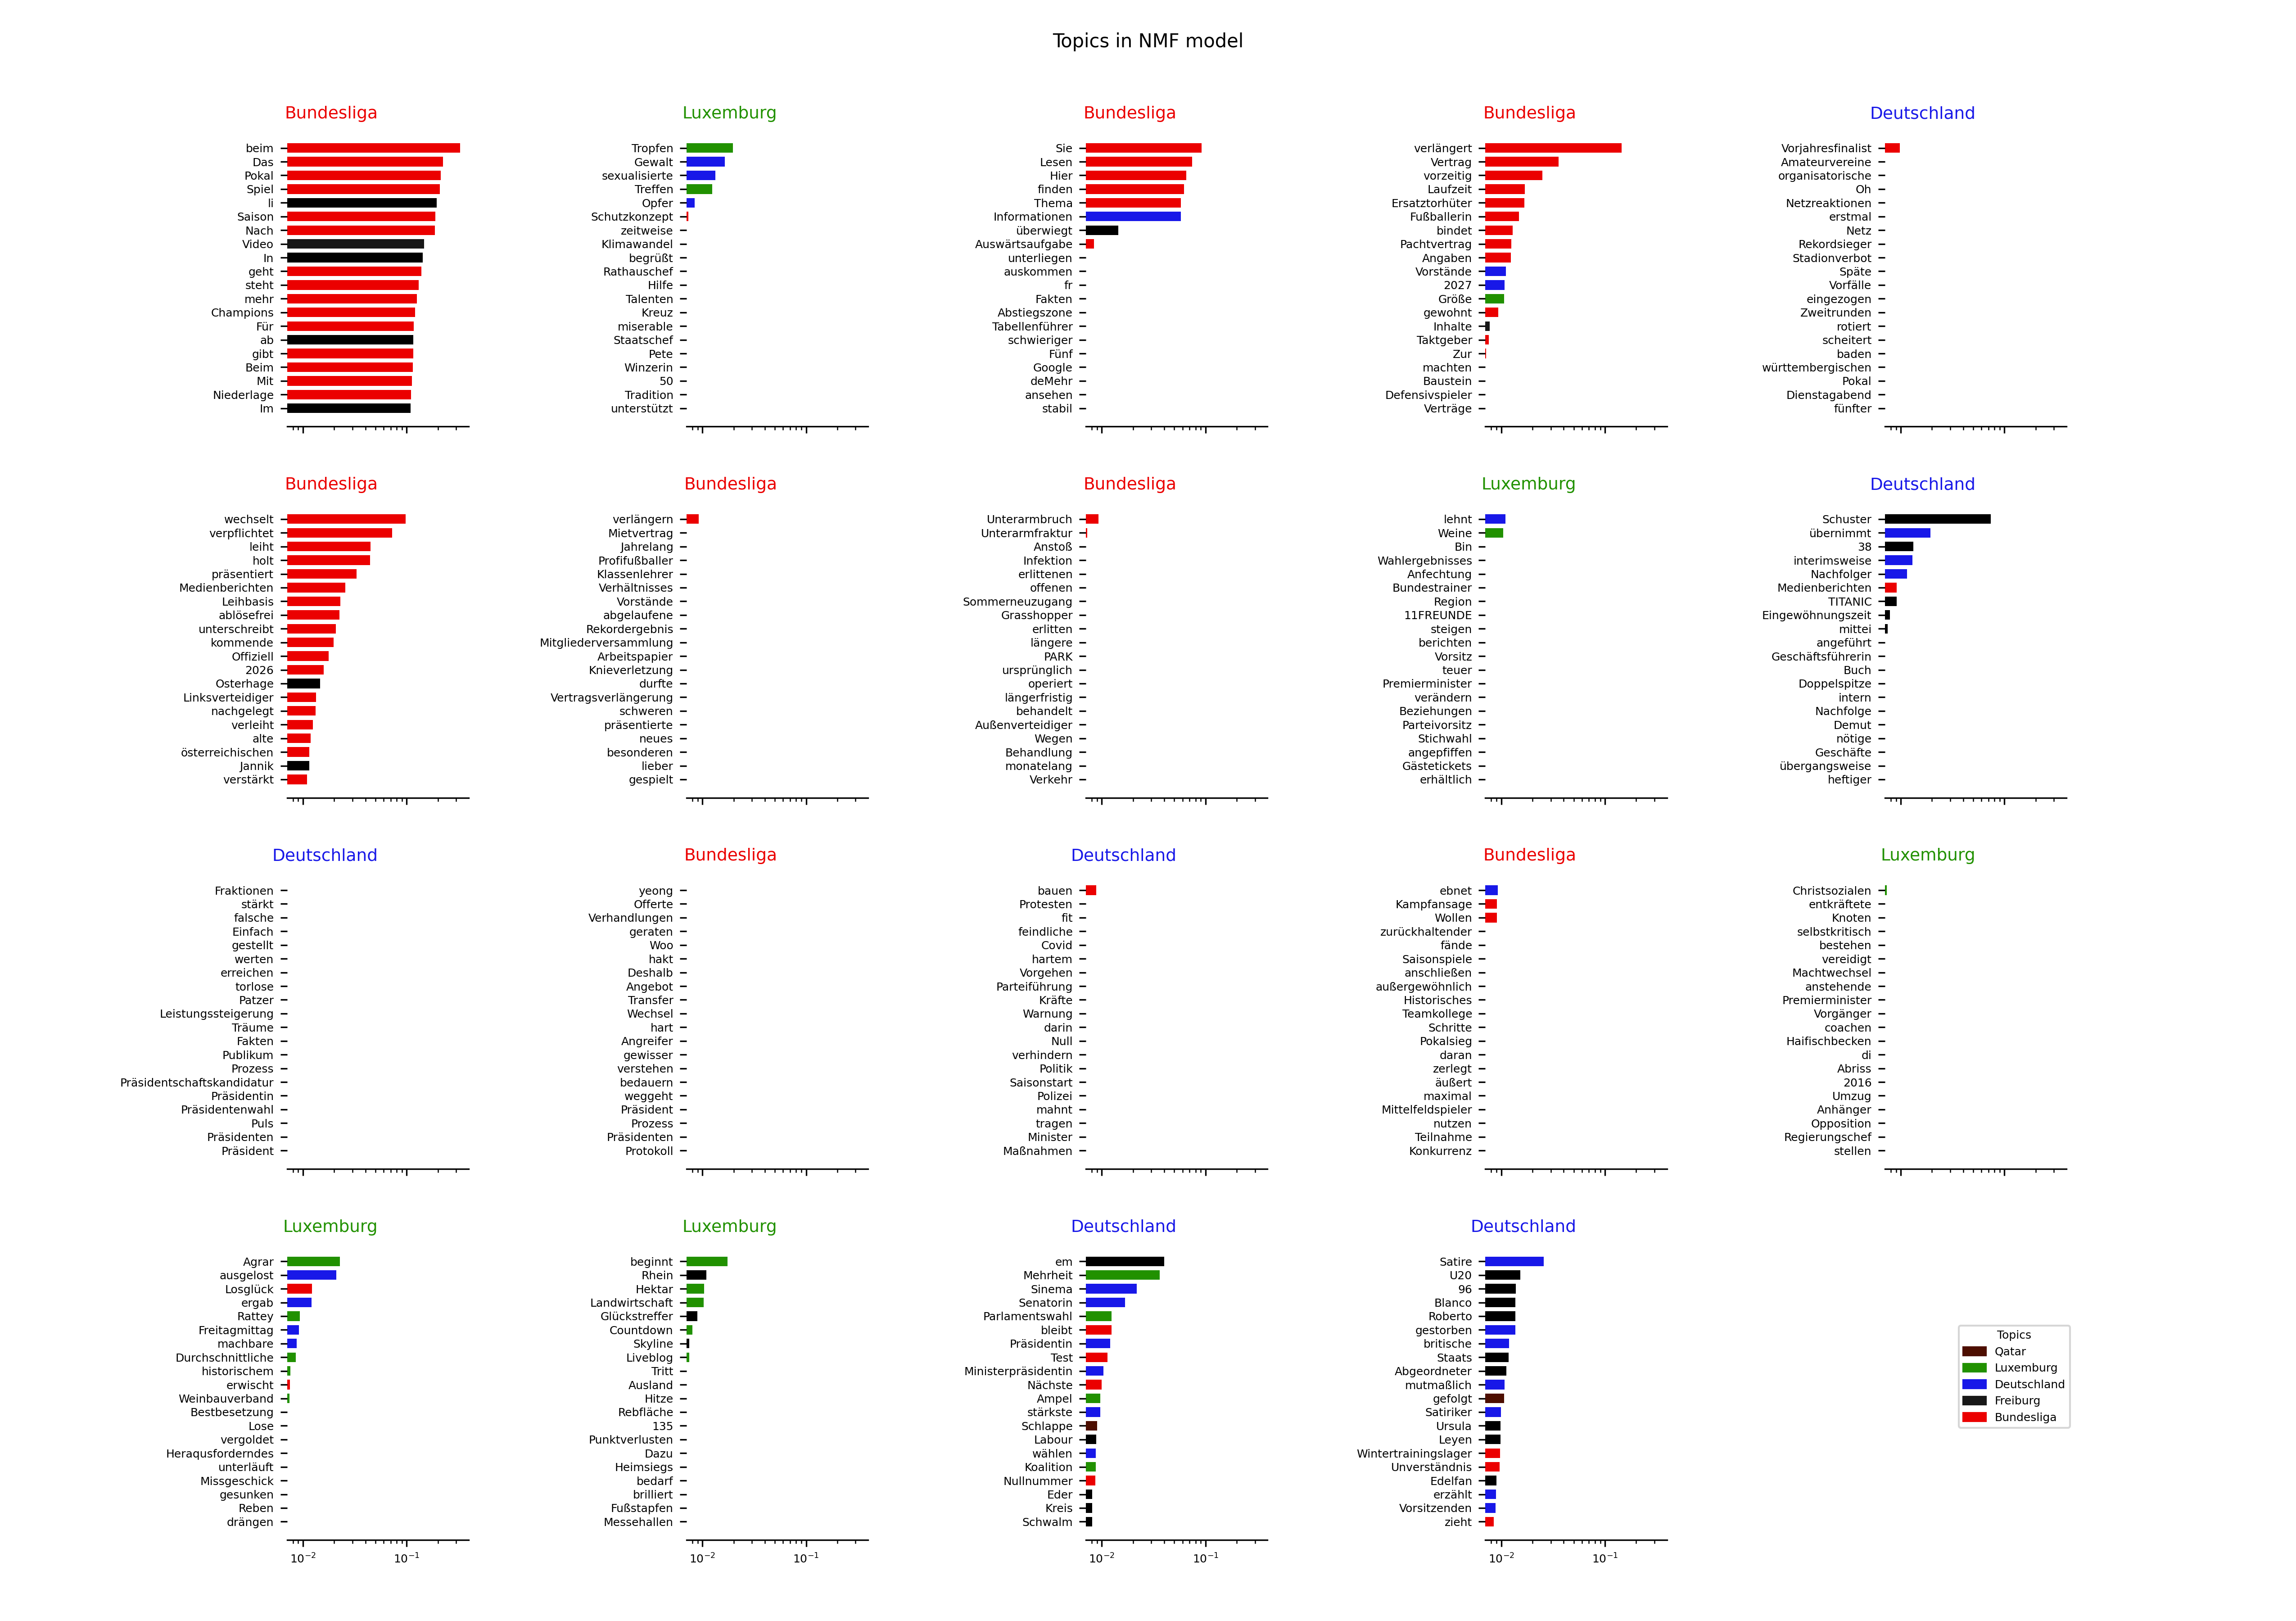 Topics in NMF model
Bundesliga
beim
Das
Pokal
Spiel
li
Saison
Nach
Video
In
geht
steht
mehr
Champions
Für
ab
gibt
Beim
Mit
Niederlage
Im
Luxemburg
Tropfen
Gewalt
sexualisierte
Treffen
Opfer
Schutzkonzept
zeitweise
Klimawandel
begrüßt
Rathauschef
Hilfe
Talenten
Kreuz
miserable
Staatschef
Pete
Winzerin
50
Tradition
unterstützt
Bundesliga
Sie
Lesen
Hier
finden
Thema
Informationen
überwiegt
Auswärtsaufgabe
unterliegen
auskommen
fr
Fakten
Abstiegszone
Tabellenführer
schwieriger
Fünf
Google
deMehr
ansehen
stabil
Bundesliga
verlängert
Vertrag
vorzeitig
Laufzeit
Ersatztorhüter
Fußballerin
bindet
Pachtvertrag
Angaben
Vorstände
2027
Größe
gewohnt
Inhalte
Taktgeber
Zur
machten
Baustein
Defensivspieler
Verträge
Deutschland
Vorjahresfinalist
Amateurvereine
organisatorische
Oh
Netzreaktionen
erstmal
Netz
Rekordsieger
Stadionverbot
Späte
Vorfälle
eingezogen
Zweitrunden
rotiert
scheitert
baden
württembergischen
Pokal
Dienstagabend
fünfter
Bundesliga
wechselt
verpflichtet
leiht
holt
präsentiert
Medienberichten
Leihbasis
ablösefrei
unterschreibt
kommende
Offiziell
2026
Osterhage
Linksverteidiger
nachgelegt
verleiht
alte
österreichischen
Jannik
verstärkt
Bundesliga
verlängern
Mietvertrag
Jahrelang
Profifußballer
Klassenlehrer
Verhältnisses
Vorstände
abgelaufene
Rekordergebnis
Mitgliederversammlung
Arbeitspapier
Knieverletzung
durfte
Vertragsverlängerung
schweren
präsentierte
neues
besonderen
lieber
gespielt
Bundesliga
Unterarmbruch
Unterarmfraktur
Anstoß
Infektion
erlittenen
offenen
Sommerneuzugang
Grasshopper
erlitten
längere
PARK
ursprünglich
operiert
längerfristig
behandelt
Außenverteidiger
Wegen
Behandlung
monatelang
Verkehr
Luxemburg
lehnt
Weine
Bin
Wahlergebnisses
Anfechtung
Bundestrainer
Region
11FREUNDE
steigen
berichten
Vorsitz
teuer
Premierminister
verändern
Beziehungen
Parteivorsitz
Stichwahl
angepfiffen
Gästetickets
erhältlich
Deutschland
Schuster
übernimmt
38
interimsweise
Nachfolger
Medienberichten
TITANIC
Eingewöhnungszeit
mittei
angeführt
Geschäftsführerin
Buch
Doppelspitze
intern
Nachfolge
Demut
nötige
Geschäfte
übergangsweise
heftiger
Deutschland
Fraktionen
stärkt
falsche
Einfach
gestellt
werten
erreichen
torlose
Patzer
Leistungssteigerung
Träume
Fakten
Publikum
Prozess
Präsidentschaftskandidatur
Präsidentin
Präsidentenwahl
Puls
Präsidenten
Präsident
Bundesliga
yeong
Offerte
Verhandlungen
geraten
Woo
hakt
Deshalb
Angebot
Transfer
Wechsel
hart
Angreifer
gewisser
verstehen
bedauern
weggeht
Präsident
Prozess
Präsidenten
Protokoll
Deutschland
bauen
Protesten
fit
feindliche
Covid
hartem
Vorgehen
Parteiführung
Kräfte
Warnung
darin
Null
verhindern
Politik
Saisonstart
Polizei
mahnt
tragen
Minister
Maßnahmen
Bundesliga
ebnet
Kampfansage
Wollen
zurückhaltender
fände
Saisonspiele
anschließen
außergewöhnlich
Historisches
Teamkollege
Schritte
Pokalsieg
daran
zerlegt
äußert
maximal
Mittelfeldspieler
nutzen
Teilnahme
Konkurrenz
Luxemburg
Christsozialen
entkräftete
Knoten
selbstkritisch
bestehen
vereidigt
Machtwechsel
anstehende
Premierminister
Vorgänger
coachen
Haifischbecken
di
Abriss
2016
Umzug
Anhänger
Opposition
Regierungschef
stellen
Luxemburg
Agrar
ausgelost
Losglück
ergab
Rattey
Freitagmittag
machbare
Durchschnittliche
historischem
erwischt
Weinbauverband
Bestbesetzung
Lose
vergoldet
Heraqusforderndes
unterläuft
Missgeschick
gesunken
Reben
drängen
10⁻² 10⁻¹
Luxemburg
beginnt
Rhein
Hektar
Landwirtschaft
Glückstreffer
Countdown
Skyline
Liveblog
Tritt
Ausland
Hitze
Rebfläche
135
Punktverlusten
Dazu
Heimsiegs
bedarf
brilliert
Fußstapfen
Messehallen
10⁻² 10⁻¹
Deutschland
em
Mehrheit
Sinema
Senatorin
Parlamentswahl
bleibt
Präsidentin
Test
Ministerpräsidentin
Nächste
Ampel
stärkste
Schlappe
Labour
wählen
Koalition
Nullnummer
Eder
Kreis
Schwalm
10⁻² 10⁻¹
Deutschland
Satire
U20
96
Blanco
Roberto
gestorben
britische
Staats
Abgeordneter
mutmaßlich
gefolgt
Satiriker
Ursula
Leyen
Wintertrainingslager
Unverständnis
Edelfan
erzählt
Vorsitzenden
zieht
10⁻² 10⁻¹
Topics
Qatar
Luxemburg
Deutschland
Freiburg
Bundesliga